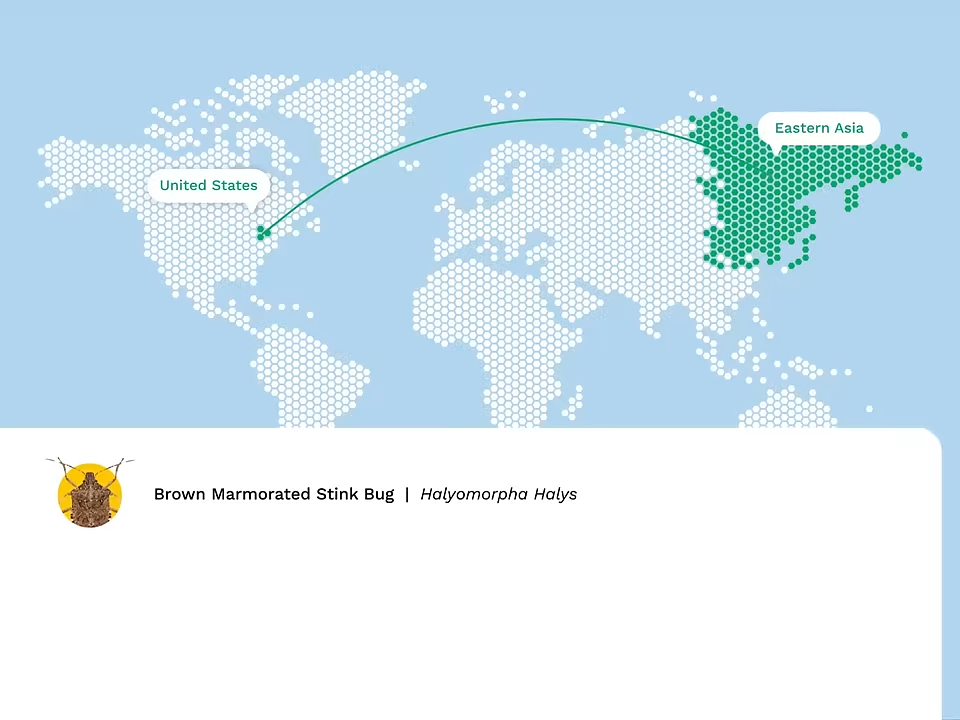 Eastern Asia
United States
Brown Marmorated Stink Bug | Halyomorpha Halys